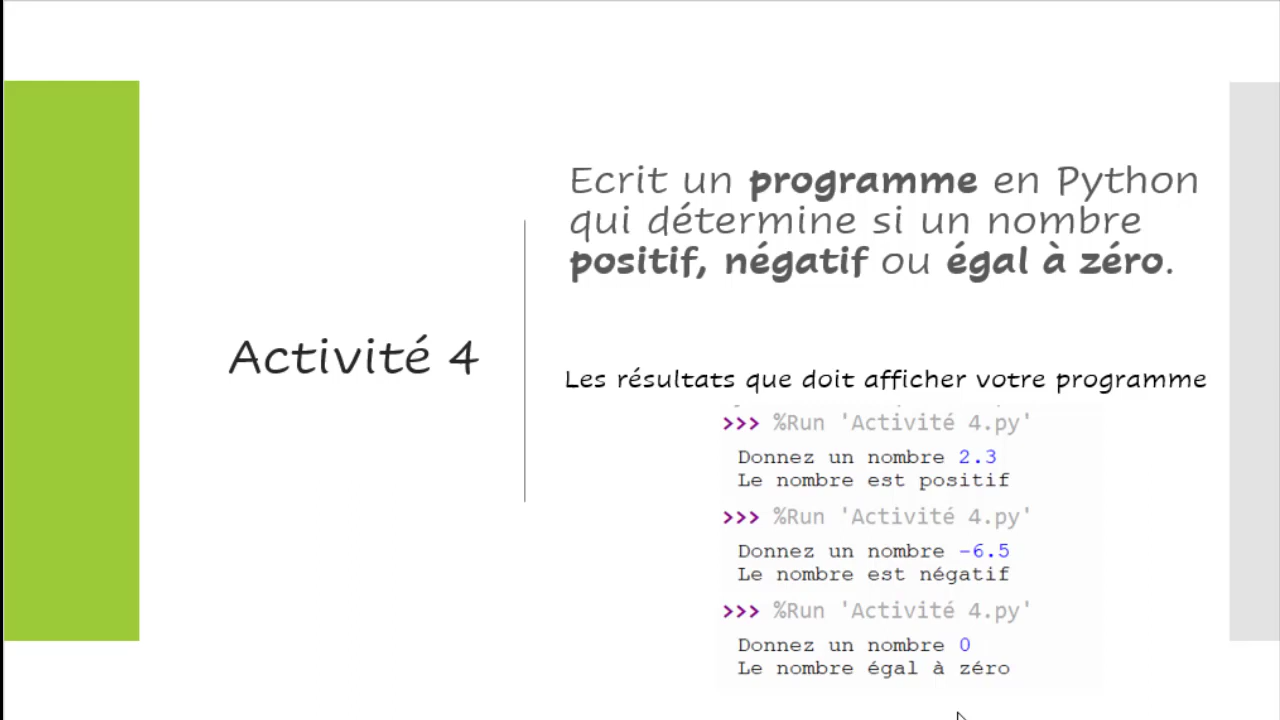 Activité 4
Ecrit un programme en Python
qui détermine si un nombre
positif, négatif ou égal à zéro.
Les résultats que doit afficher votre programme
>>> %Run 'Activité 4.py'
Donnez un nombre 2.3
Le nombre est positif
>>> %Run 'Activité 4.py'
Donnez un nombre -6.5
Le nombre est négatif
>>> %Run 'Activité 4.py'
Donnez un nombre 0
Le nombre égal à zéro